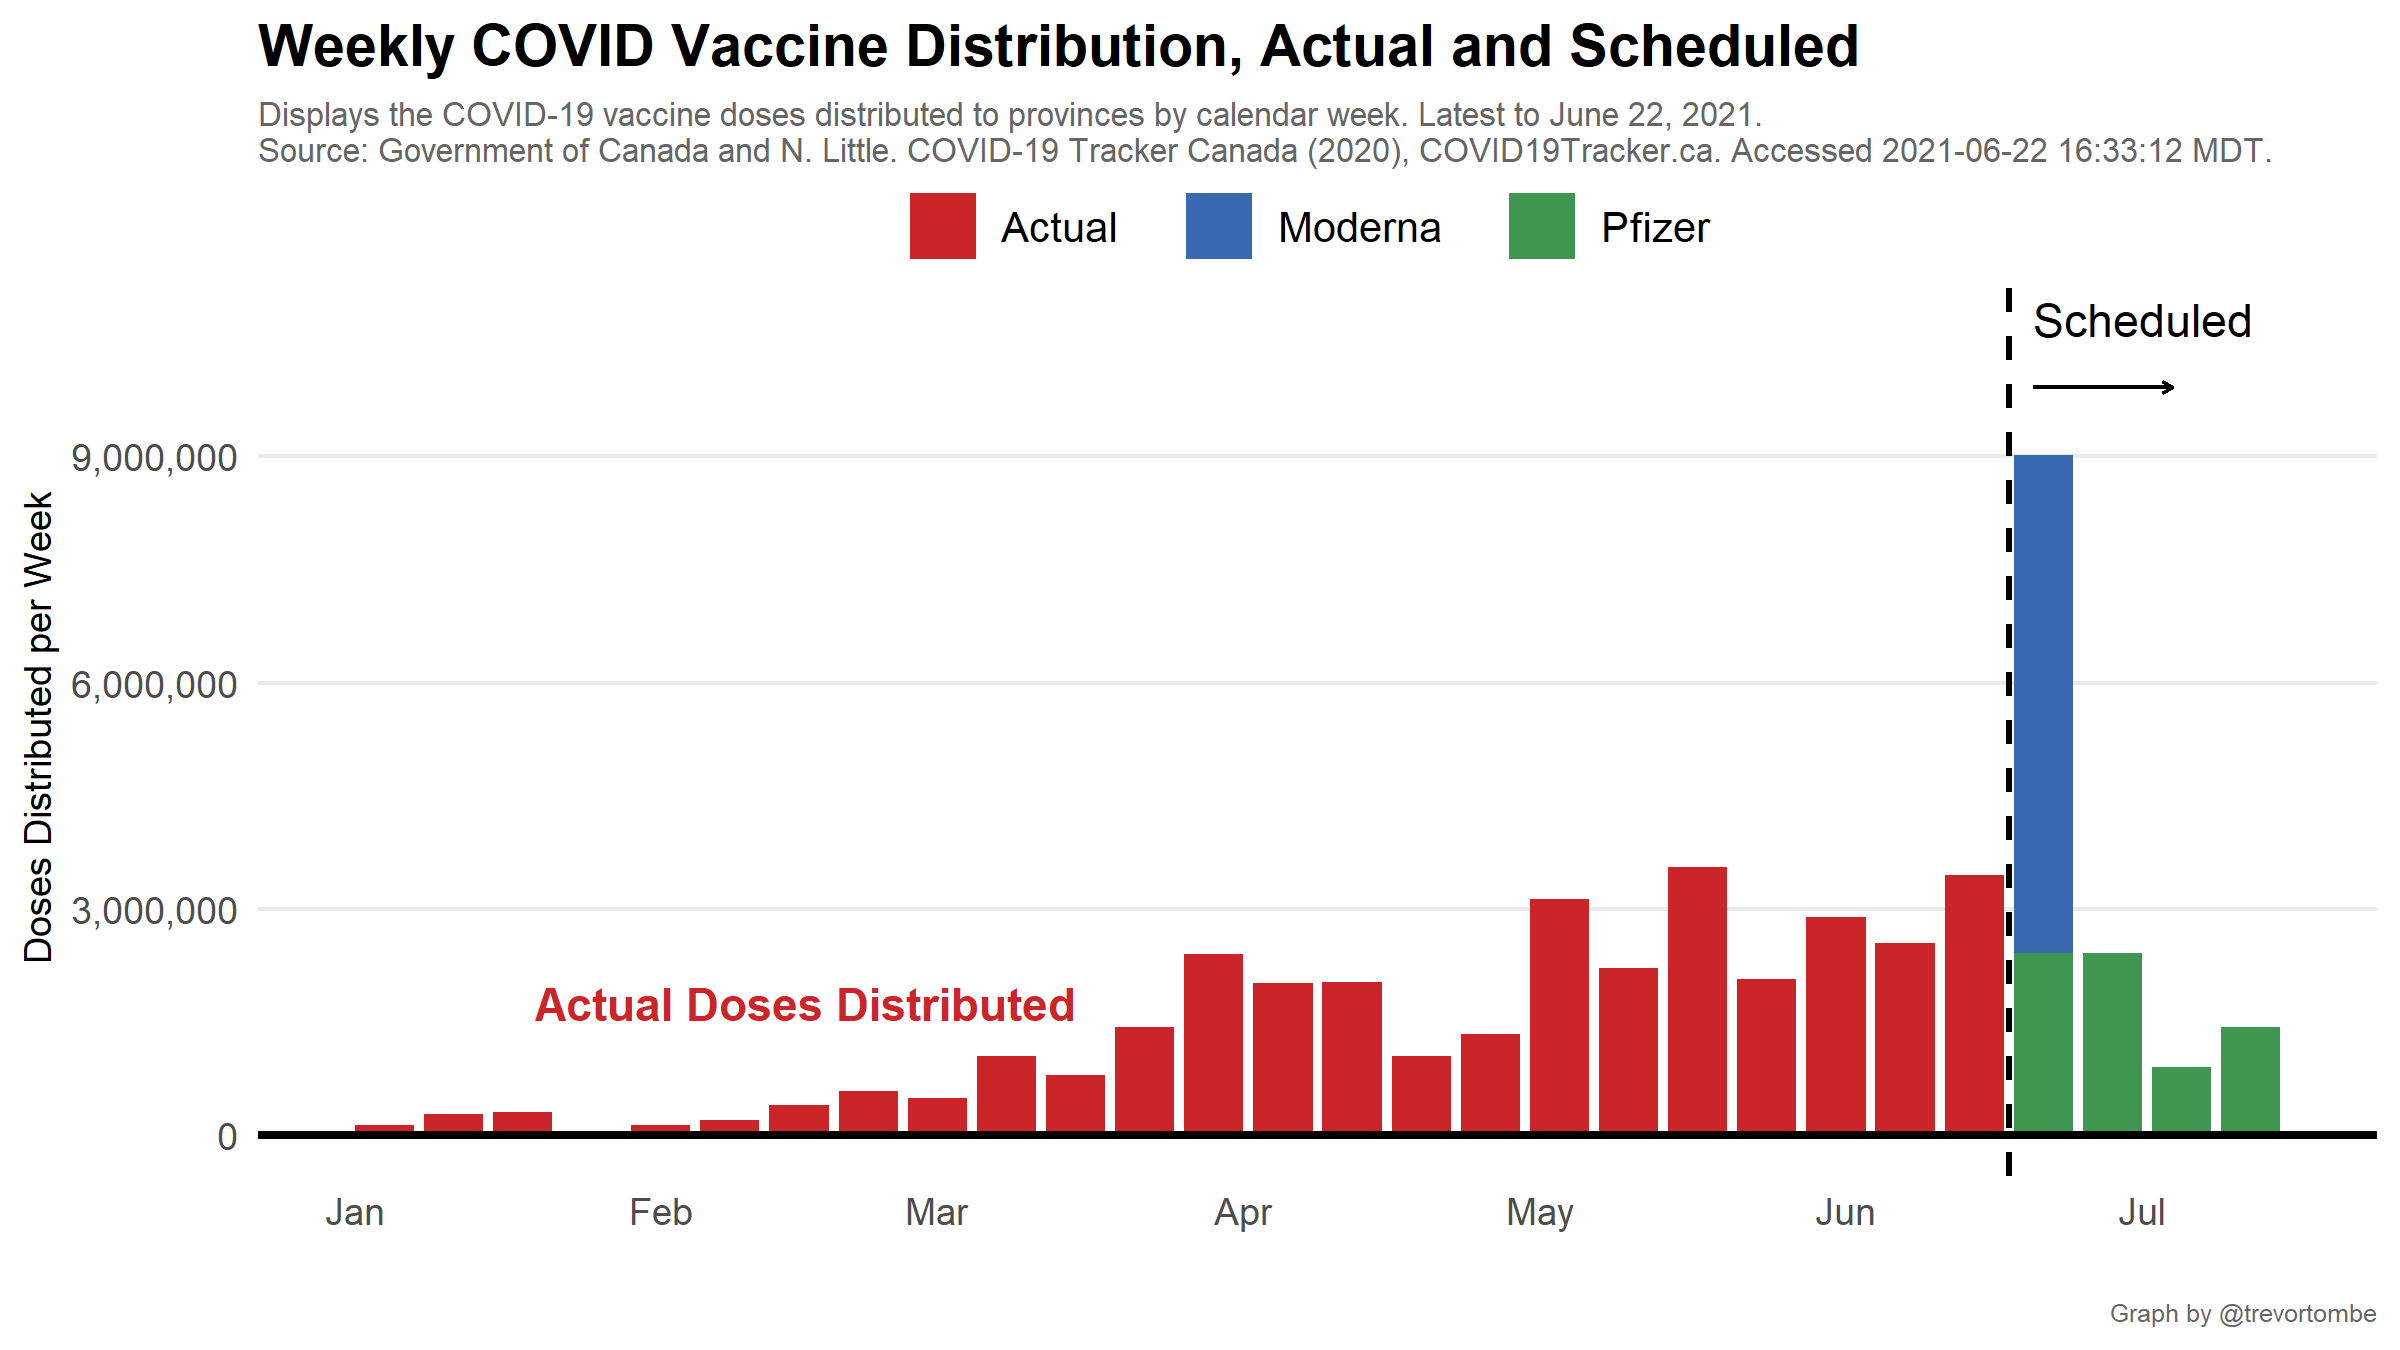 Weekly COVID Vaccine Distribution, Actual and Scheduled
Displays the COVID-19 vaccine doses distributed to provinces by calendar week. Latest to June 22, 2021.
Source: Government of Canada and N. Little. COVID-19 Tracker Canada (2020), COVID19Tracker.ca. Accessed 2021-06-22 16:33:12 MDT.
Actual Moderna Pfizer
Scheduled
Doses Distributed per Week
9,000,000
6,000,000
3,000,000
0
Actual Doses Distributed
Jan Feb Mar Apr May Jun Jul
Graph by @trevortombe